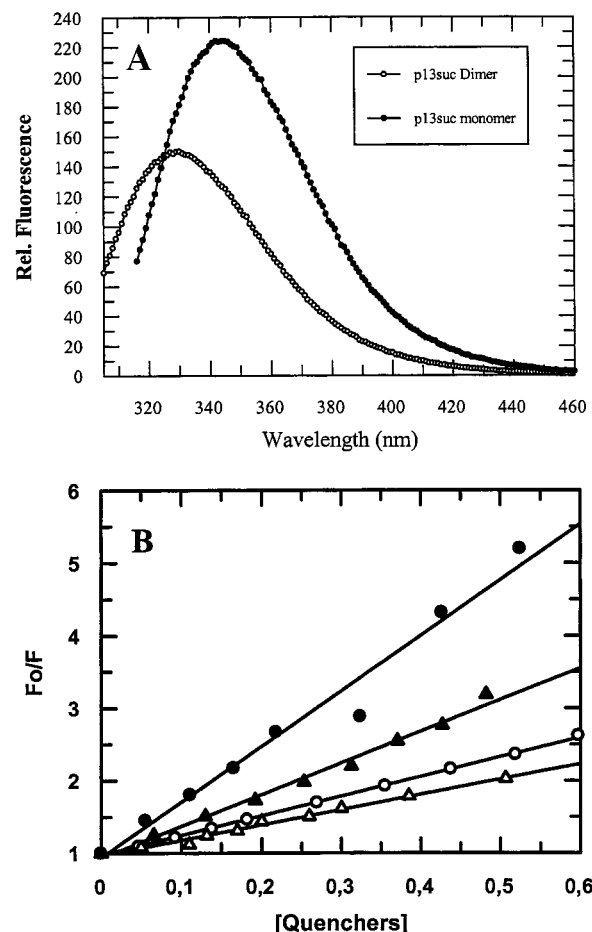 240
220
200
180
160
140
120
100
80
60
40
20
0
Rel. Fluorescence
A
p13suc Dimer
p13suc monomer
320 340 360 380 400 420 440 460
Wavelength (nm)
6
5
4
3
2
1
Fo/F
B
0 0,1 0,2 0,3 0,4 0,5 0,6
[Quenchers]